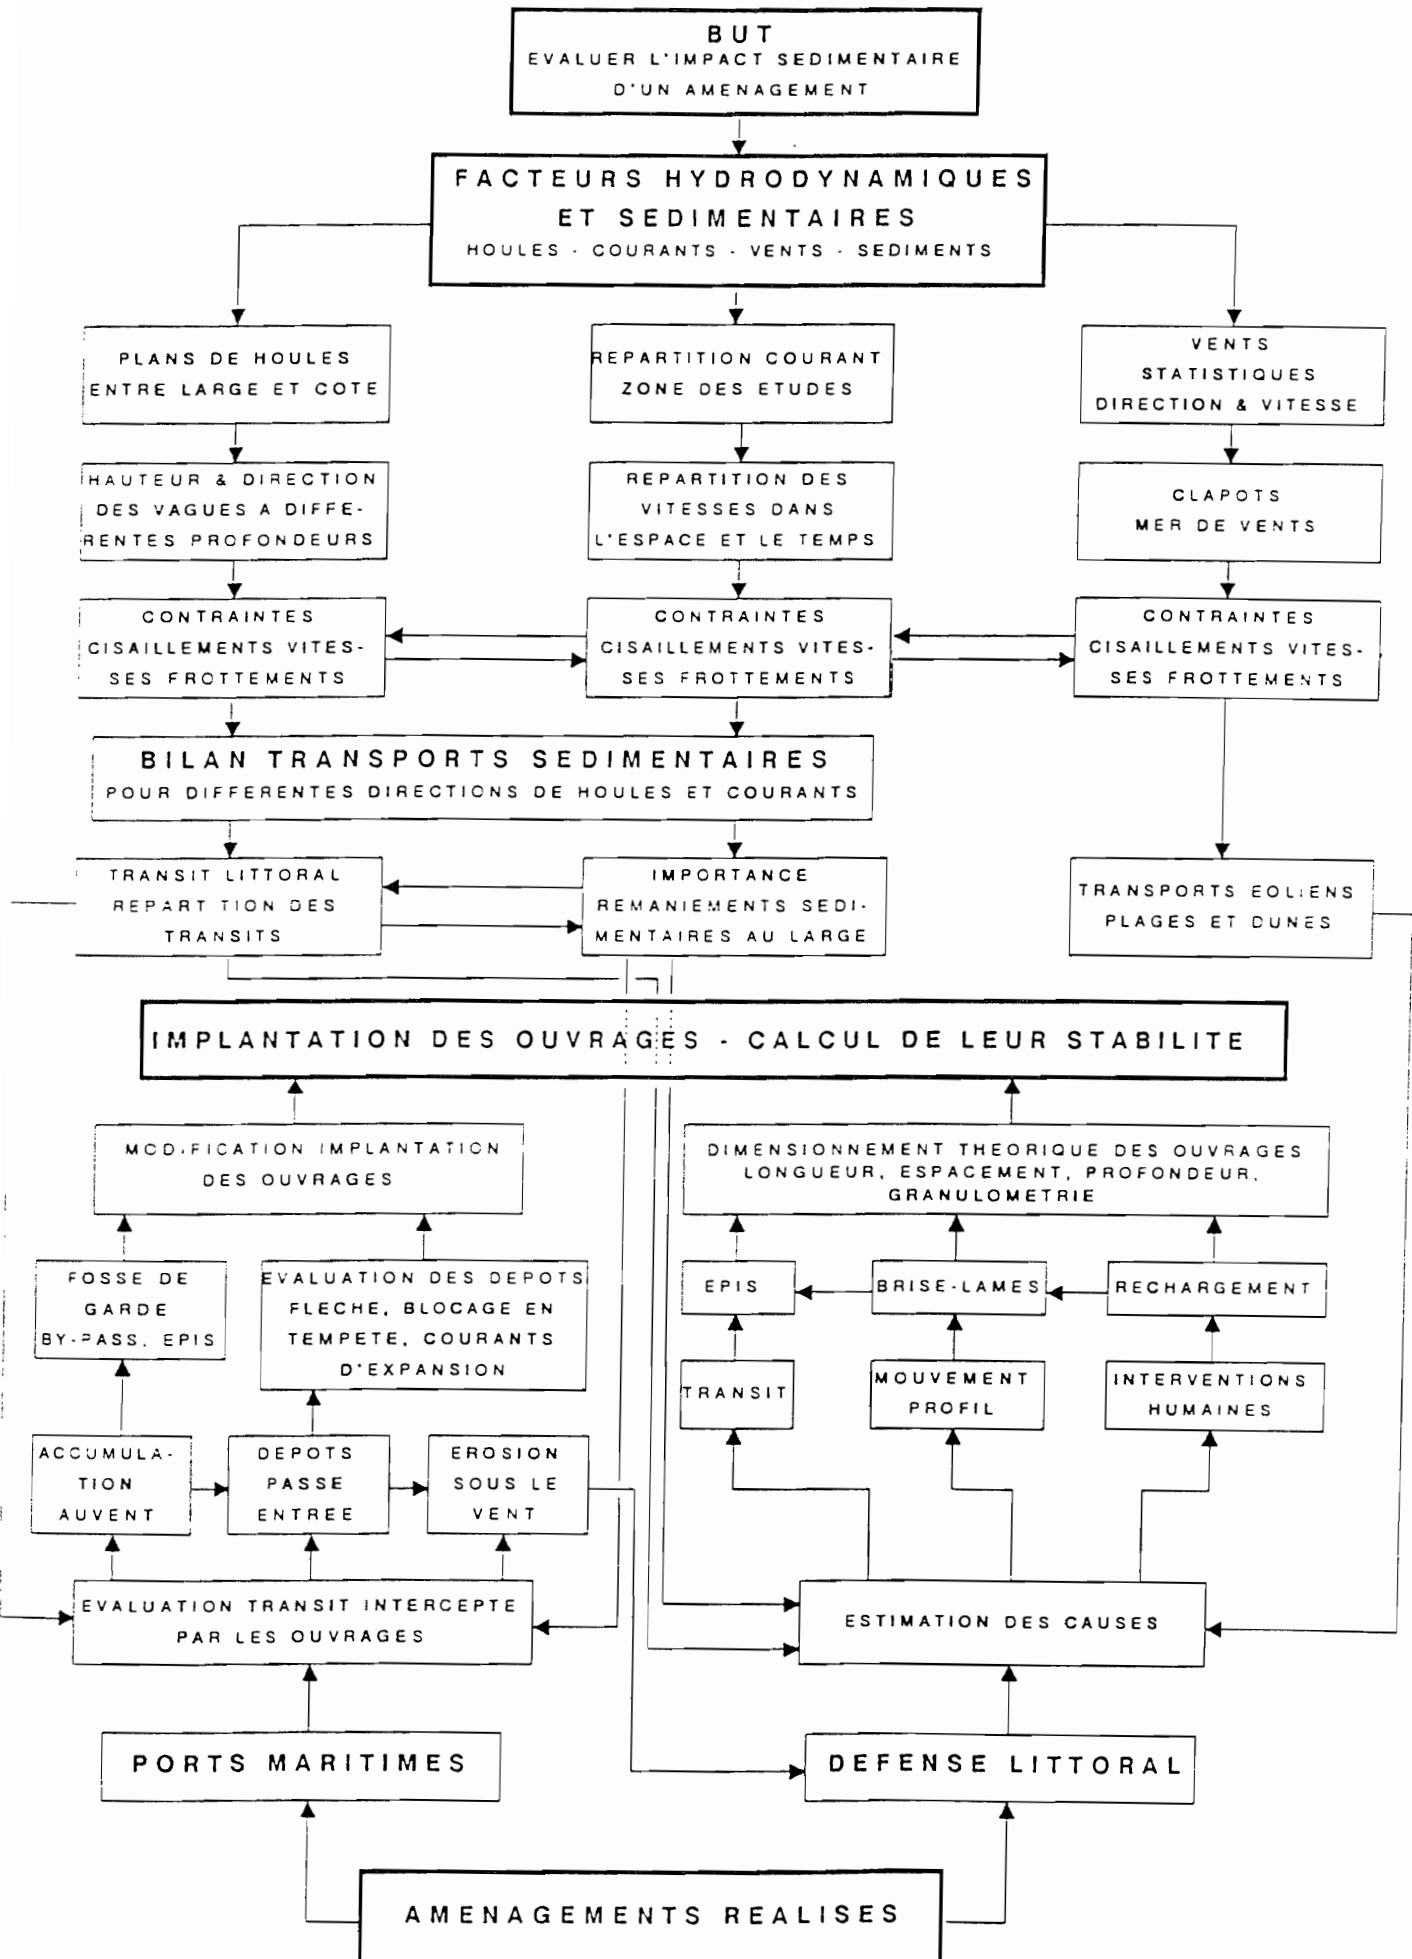 BUT
EVALUER L'IMPACT SEDIMENTAIRE
D'UN AMENAGEMENT
FACTEURS HYDRODYNAMIQUES
ET SEDIMENTAIRES
HOULES - COURANTS - VENTS - SEDIMENTS
PLANS DE HOULES
ENTRE LARGE ET COTE
REPARTITION COURANT
ZONE DES ETUDES
VENTS
STATISTIQUES
DIRECTION & VITESSE
HAUTEUR & DIRECTION
DES VAGUES A DIFFE-
RENTES PROFONDEURS
REPARTITION DES
VITESSES DANS
L'ESPACE ET LE TEMPS
CLAPOTS
MER DE VENTS
CONTRAINTES
CISAILLEMENTS VITES-
SES FROTTEMENTS
CONTRAINTES
CISAILLEMENTS VITES-
SES FROTTEMENTS
CONTRAINTES
CISAILLEMENTS VITES-
SES FROTTEMENTS
BILAN TRANSPORTS SEDIMENTAIRES
POUR DIFFERENTES DIRECTIONS DE HOULES ET COURANTS
TRANSIT LITTORAL
REPARTITION DES
TRANSITS
IMPORTANCE
REMANIEMENTS SEDI-
MENTAIRES AU LARGE
TRANSPORTS EOLIENS
PLAGES ET DUNES
IMPLANTATION DES OUVRAGES - CALCUL DE LEUR STABILITE
MODIFICATION IMPLANTATION
DES OUVRAGES
DIMENSIONNEMENT THEORIQUE DES OUVRAGES
LONGUEUR, ESPACEMENT, PROFONDEUR,
GRANULOMETRIE
FOSSE DE
GARDE
BY-PASS, EPIS
EVALUATION DES DEPOTS
FLECHE, BLOCAGE EN
TEMPETE, COURANTS
D'EXPANSION
EPIS
BRISE-LAMES
RECHARGEMENT
TRANSIT
MOUVEMENT
PROFIL
INTERVENTIONS
HUMAINES
ACCUMULA-
TION
AUVENT
DEPOTS
PASSE
ENTREE
EROSION
SOUS LE
VENT
EVALUATION TRANSIT INTERCEPTE
PAR LES OUVRAGES
ESTIMATION DES CAUSES
PORTS MARITIMES
DEFENSE LITTORAL
AMENAGEMENTS REALISES